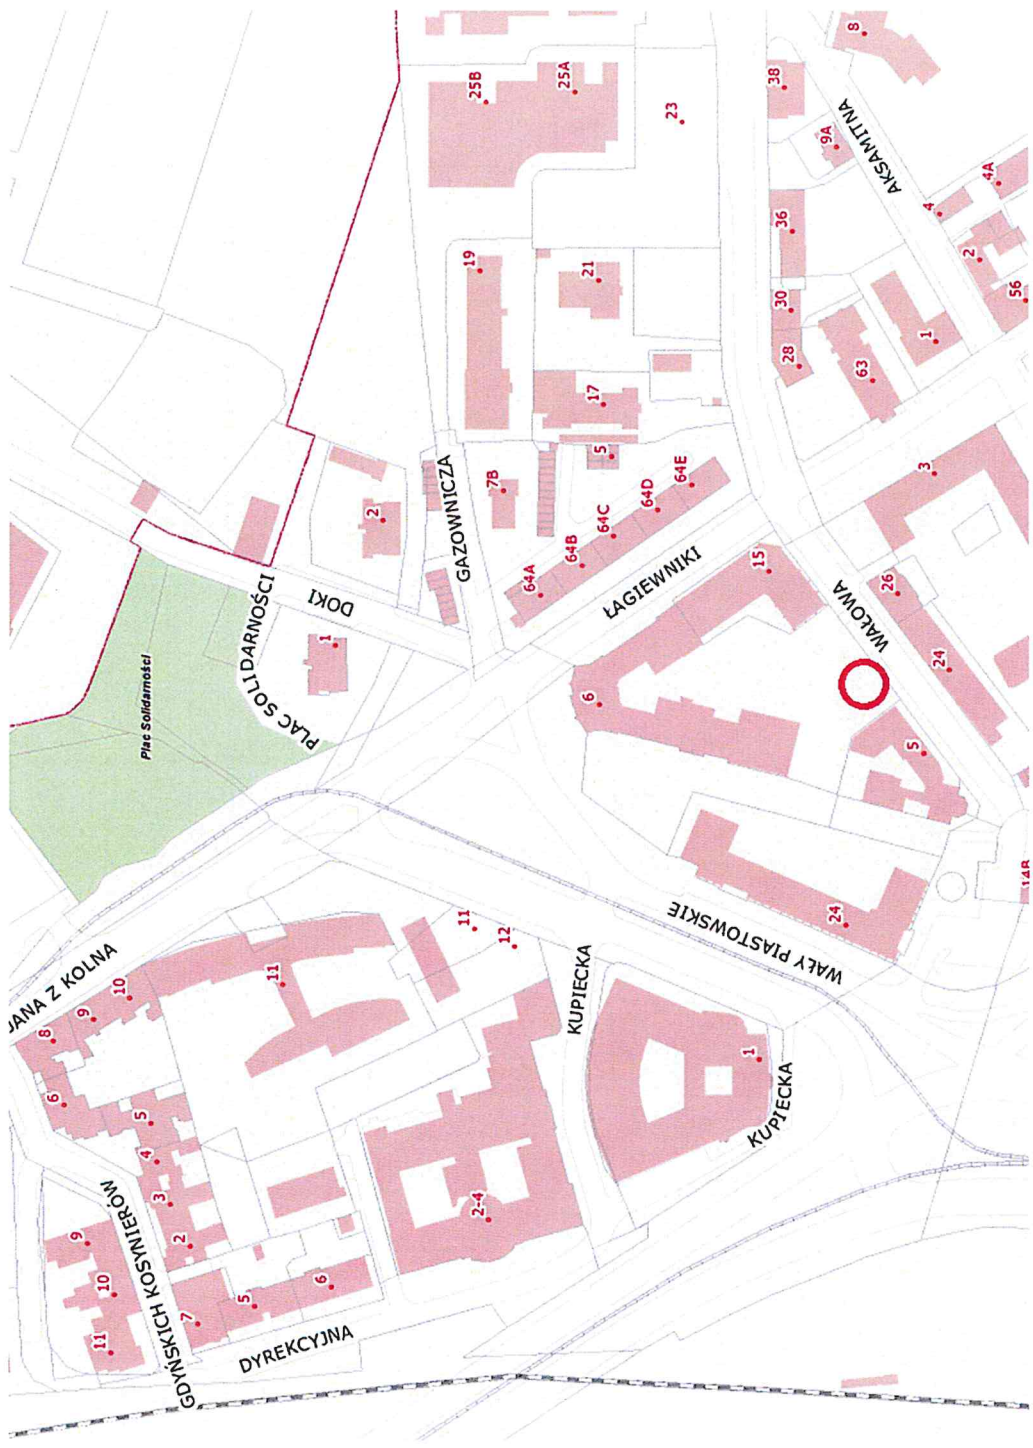 JANA Z KOLNA
8
6
9
9
11
10
10
5
4
Plac Solidarności
GDYŃSKICH KOSYNIERÓW
3
2
7
5
PLAC SOLIDARNOŚCI
11
DYREKCYJNA
6
1
DOKI
2
GAZOWNICZA
11
19
25B
2-4
7B
12
64A
64B
25A
KUPIECKA
21
6
17
64C
5
ŁAGIEWNIKI
64D
23
64E
WAŁY PIASTOWSKIE
1
15
KUPIECKA
38
36
30
28
9A
24
8
WAŁOWA
63
AKSAMITNA
26
5
3
1
4
24
2
4A
56
14B